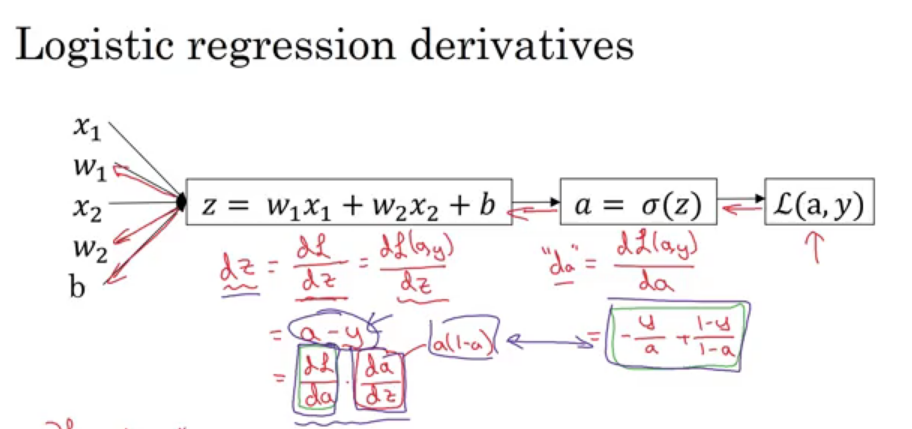 Logistic regression derivatives
x₁
w₁
x₂
w₂
b
z = w₁x₁ + w₂x₂ + b
a = σ(z)
ℒ(a, y)
dz = dℒ/dz = dℒ(a,y)/dz
= a - y
= dℒ/da · da/dz
a(1-a)
"da" = dℒ(a,y)/da
= -y/a + 1-y/1-a